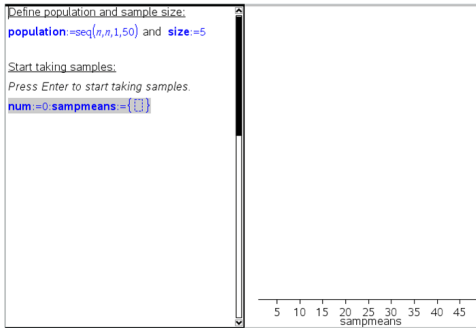 Define population and sample size:
population:=seq(n,n,1,50) and size:=5
Start taking samples:
Press Enter to start taking samples.
num:=0:sampmeans:={}
5 10 15 20 25 30 35 40 45
sampmeans